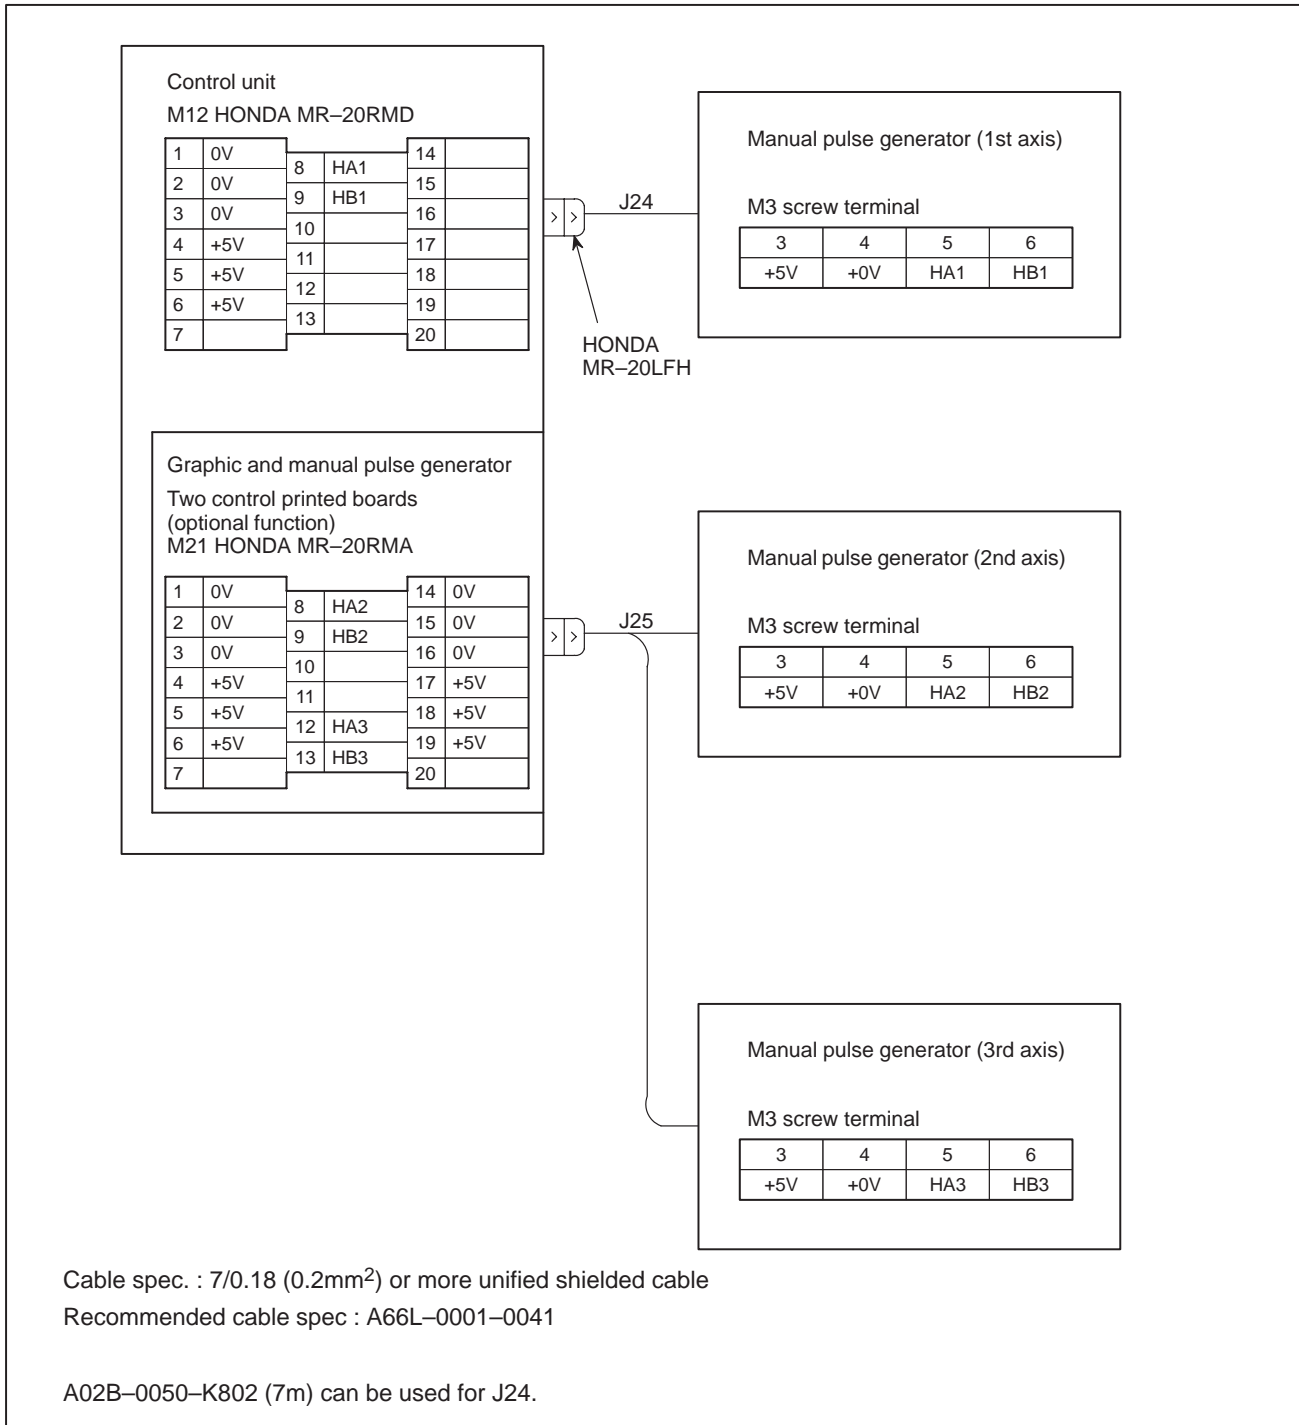 Control unit
M12 HONDA MR–20RMD
1 0V 14
8 HA1
2 0V 15
9 HB1
3 0V 16
10
4 +5V 17
11
5 +5V 18
12
6 +5V 19
13
7 20
J24
HONDA
MR–20LFH
Manual pulse generator (1st axis)
M3 screw terminal
3 4 5 6
+5V +0V HA1 HB1
Graphic and manual pulse generator
Two control printed boards
(optional function)
M21 HONDA MR–20RMA
1 0V 14 0V
8 HA2
2 0V 15 0V
9 HB2
3 0V 16 0V
10
4 +5V 17 +5V
11
5 +5V 18 +5V
12 HA3
6 +5V 19 +5V
13 HB3
7 20
J25
Manual pulse generator (2nd axis)
M3 screw terminal
3 4 5 6
+5V +0V HA2 HB2
Manual pulse generator (3rd axis)
M3 screw terminal
3 4 5 6
+5V +0V HA3 HB3
Cable spec. : 7/0.18 (0.2mm²) or more unified shielded cable
Recommended cable spec : A66L–0001–0041
A02B–0050–K802 (7m) can be used for J24.